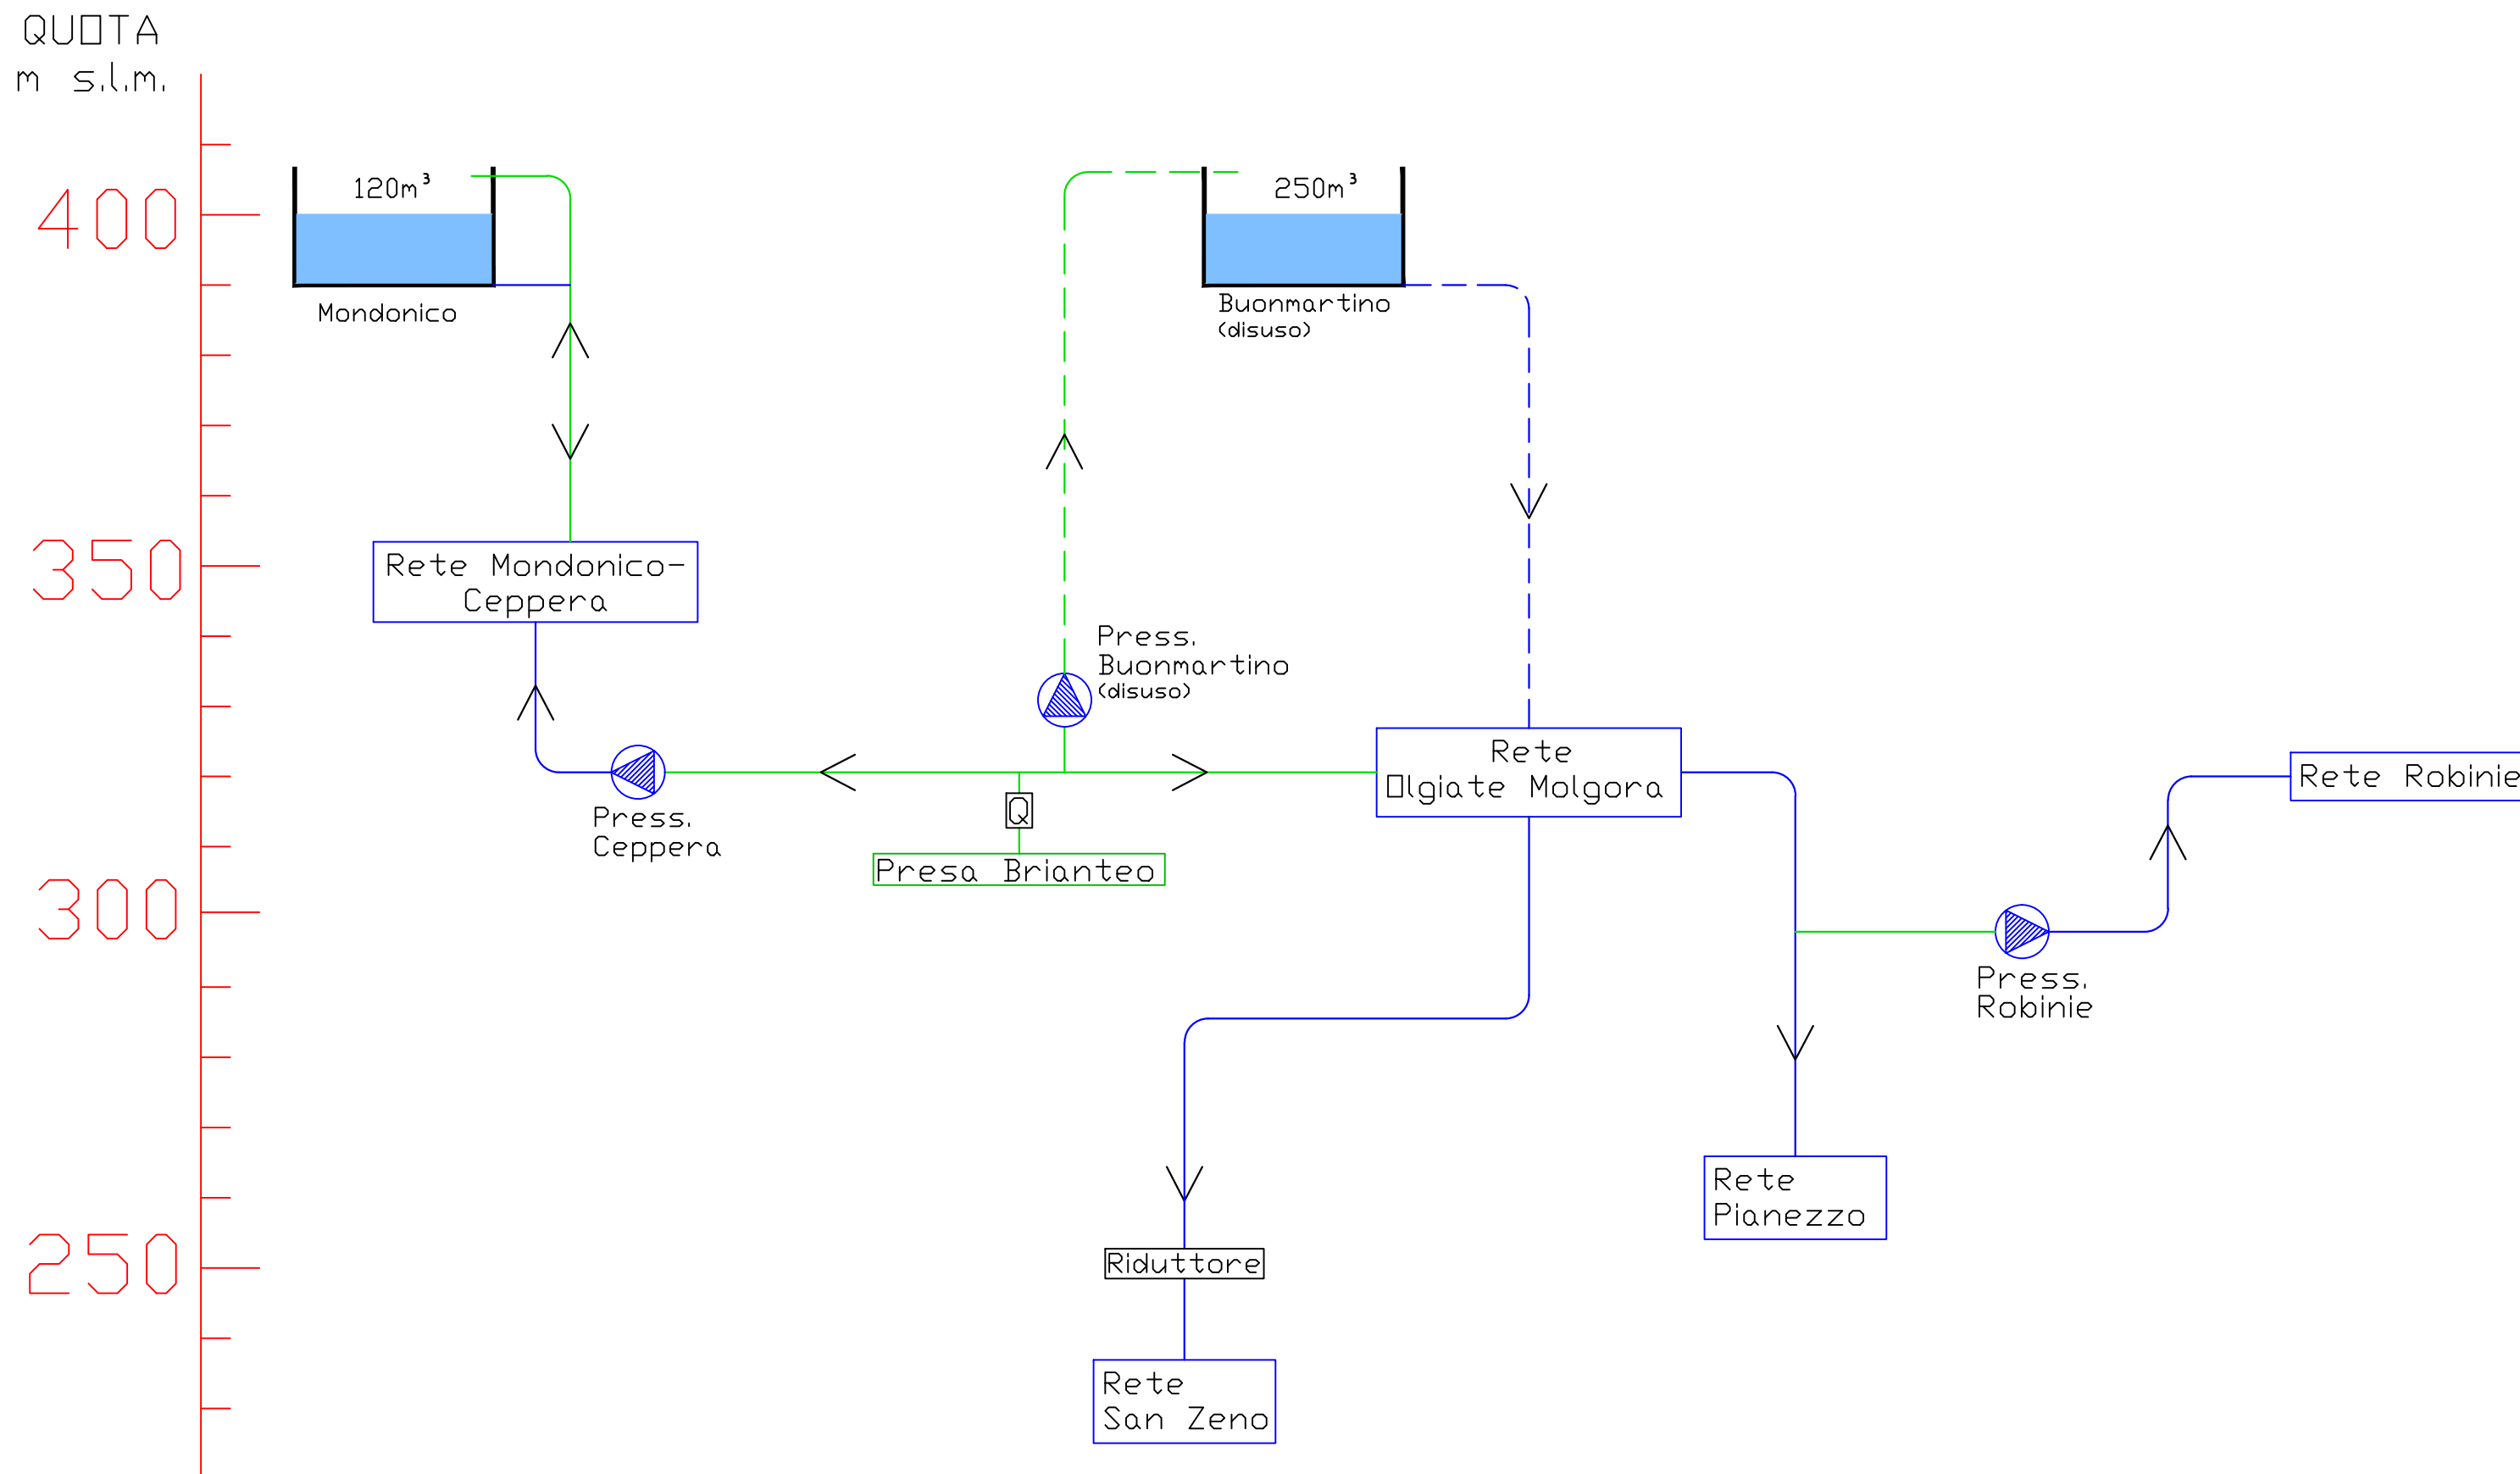 QUOTA
m s.l.m.
400
350
300
250
120m³
Mondonico
250m³
Buonmartino
(disuso)
Rete Mondonico-
Ceppera
Press.
Buonmartino
(disuso)
Press.
Ceppera
Q
Presa Brianteo
Rete
Olgiate Molgora
Rete Robinie
Press.
Robinie
Rete
Pianezzo
Riduttore
Rete
San Zeno